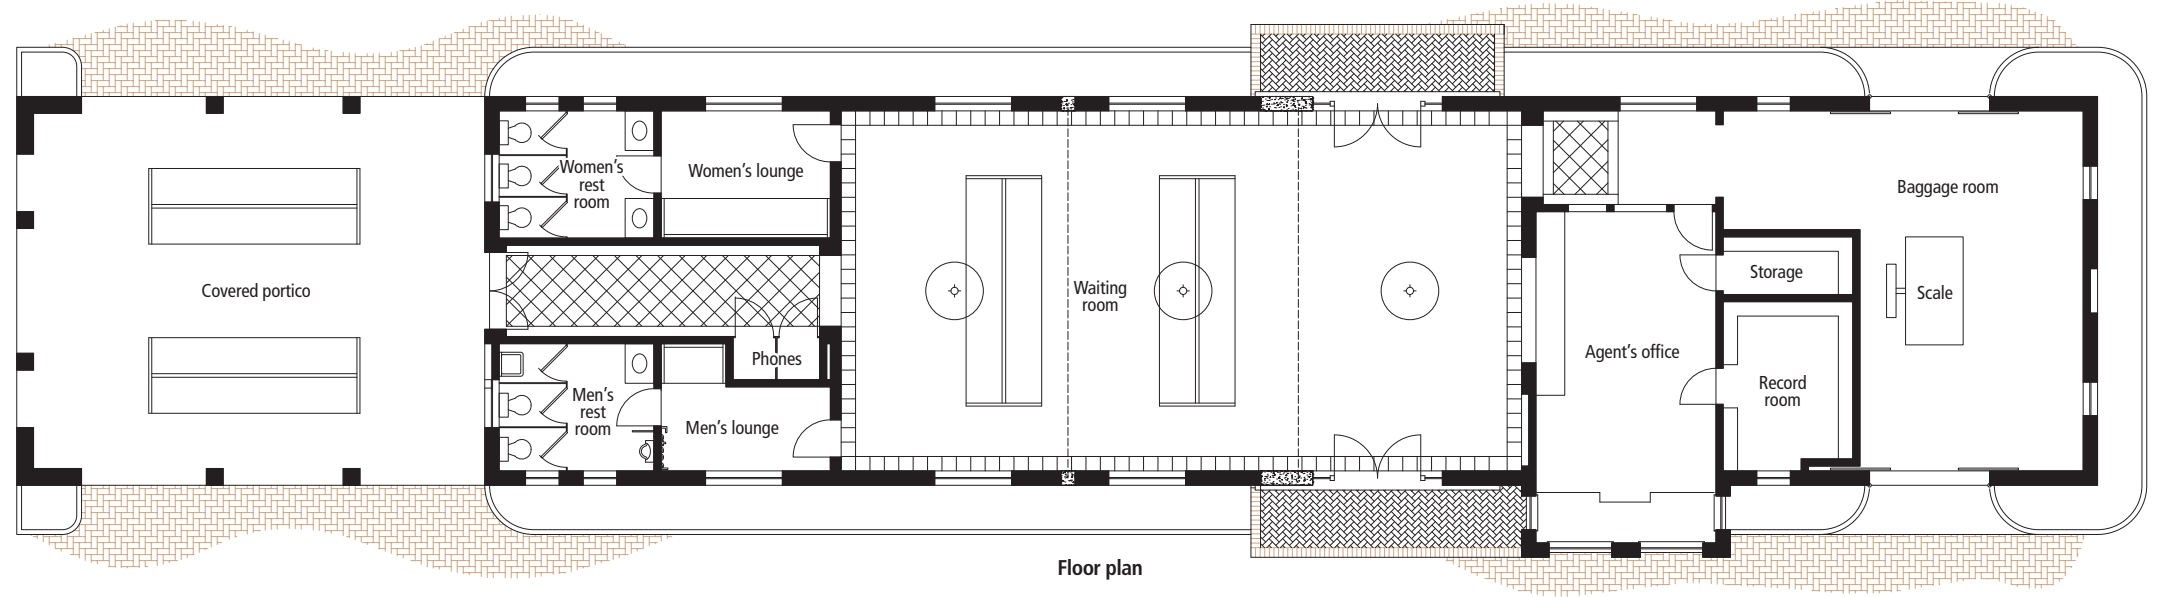 Women's
rest
room
Women's lounge
Baggage room
Covered portico
Waiting
room
Storage
Scale
Phones
Agent's office
Men's
rest
room
Men's lounge
Record
room
Floor plan